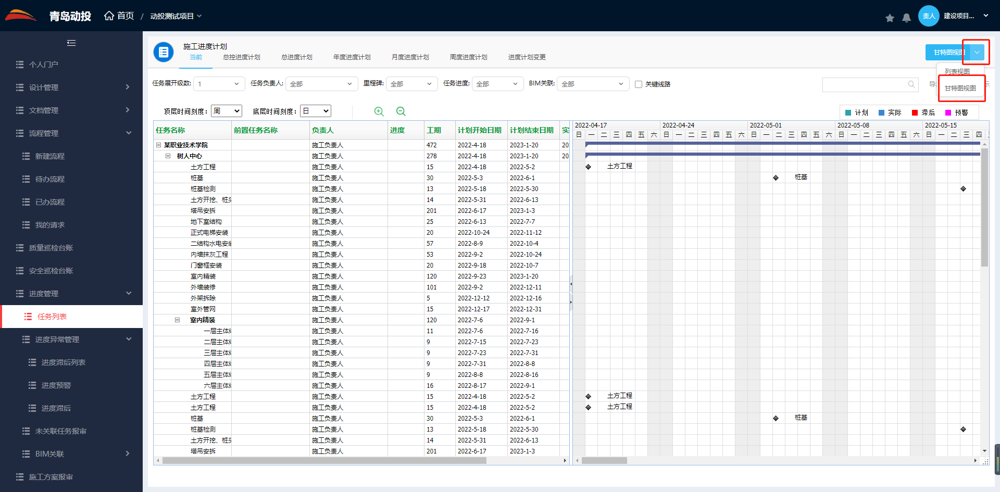 青岛动投 首页 / 动投测试项目 责人 建设项目...
个人门户
设计管理
文档管理
流程管理
新建流程
待办流程
已办流程
我的请求
质量巡检台账
安全巡检台账
进度管理
任务列表
进度异常管理
进度滞后列表
进度预警
进度滞后
未关联任务报审
BIM关联
施工方案报审
施工进度计划
当前 总控进度计划 总进度计划 年度进度计划 月度进度计划 周度进度计划 进度计划变更
甘特图视图
列表视图
甘特图视图
任务展开级数: 1 任务负责人: 全部 里程碑: 全部 任务进度: 全部 BIM关联: 全部 关键线路
顶层时间刻度: 周 底层时间刻度: 日
计划 实际 滞后 预警
任务名称 前置任务名称 负责人 进度 工期 计划开始日期 计划结束日期 实
2022-04-17 2022-04-24 2022-05-01 2022-05-08 2022-05-15
日 一 二 三 四 五 六 日 一 二 三 四 五 六 日 一 二 三 四 五 六 日 一 二 三 四 五 六 日 一 二 三 四
某职业技术学院 施工负责人 472 2022-4-18 2023-1-20 20
树人中心 施工负责人 278 2022-4-18 2023-1-20 20
土方工程 施工负责人 15 2022-4-18 2022-5-2 土方工程
桩基 施工负责人 30 2022-5-3 2022-6-1 桩基
桩基检测 施工负责人 13 2022-5-18 2022-5-30
土方开挖、桩头 施工负责人 14 2022-5-31 2022-6-13
塔吊安拆 施工负责人 201 2022-6-17 2023-1-3
地下室结构 施工负责人 25 2022-6-13 2022-7-7
正式电梯安装 施工负责人 20 2022-10-24 2022-11-12
二结构水电安装 施工负责人 57 2022-8-9 2022-10-4
内墙抹灰工程 施工负责人 53 2022-9-2 2022-10-24
门窗框安装 施工负责人 20 2022-9-18 2022-10-7
室内精装 施工负责人 120 2022-9-23 2023-1-20
外墙装修 施工负责人 101 2022-9-2 2022-12-11
外架拆除 施工负责人 5 2022-12-12 2022-12-16
室外管网 施工负责人 15 2022-12-17 2022-12-31
室内精装 施工负责人 120 2022-7-6 2022-9-1
一层主体结 施工负责人 11 2022-7-6 2022-7-16
二层主体结 施工负责人 9 2022-7-15 2022-7-23
三层主体结 施工负责人 9 2022-7-23 2022-7-31
四层主体结 施工负责人 9 2022-7-31 2022-8-8
五层主体结 施工负责人 9 2022-8-8 2022-8-16
六层主体结 施工负责人 16 2022-8-17 2022-9-1
土方工程 施工负责人 15 2022-4-18 2022-5-2 土方工程
土方工程 施工负责人 15 2022-4-18 2022-5-2 土方工程
桩基 施工负责人 30 2022-5-3 2022-6-1 桩基
桩基检测 施工负责人 13 2022-5-18 2022-5-30
土方开挖、桩头 施工负责人 14 2022-5-31 2022-6-13
塔吊安拆 施工负责人 201 2022-6-17 2023-1-3